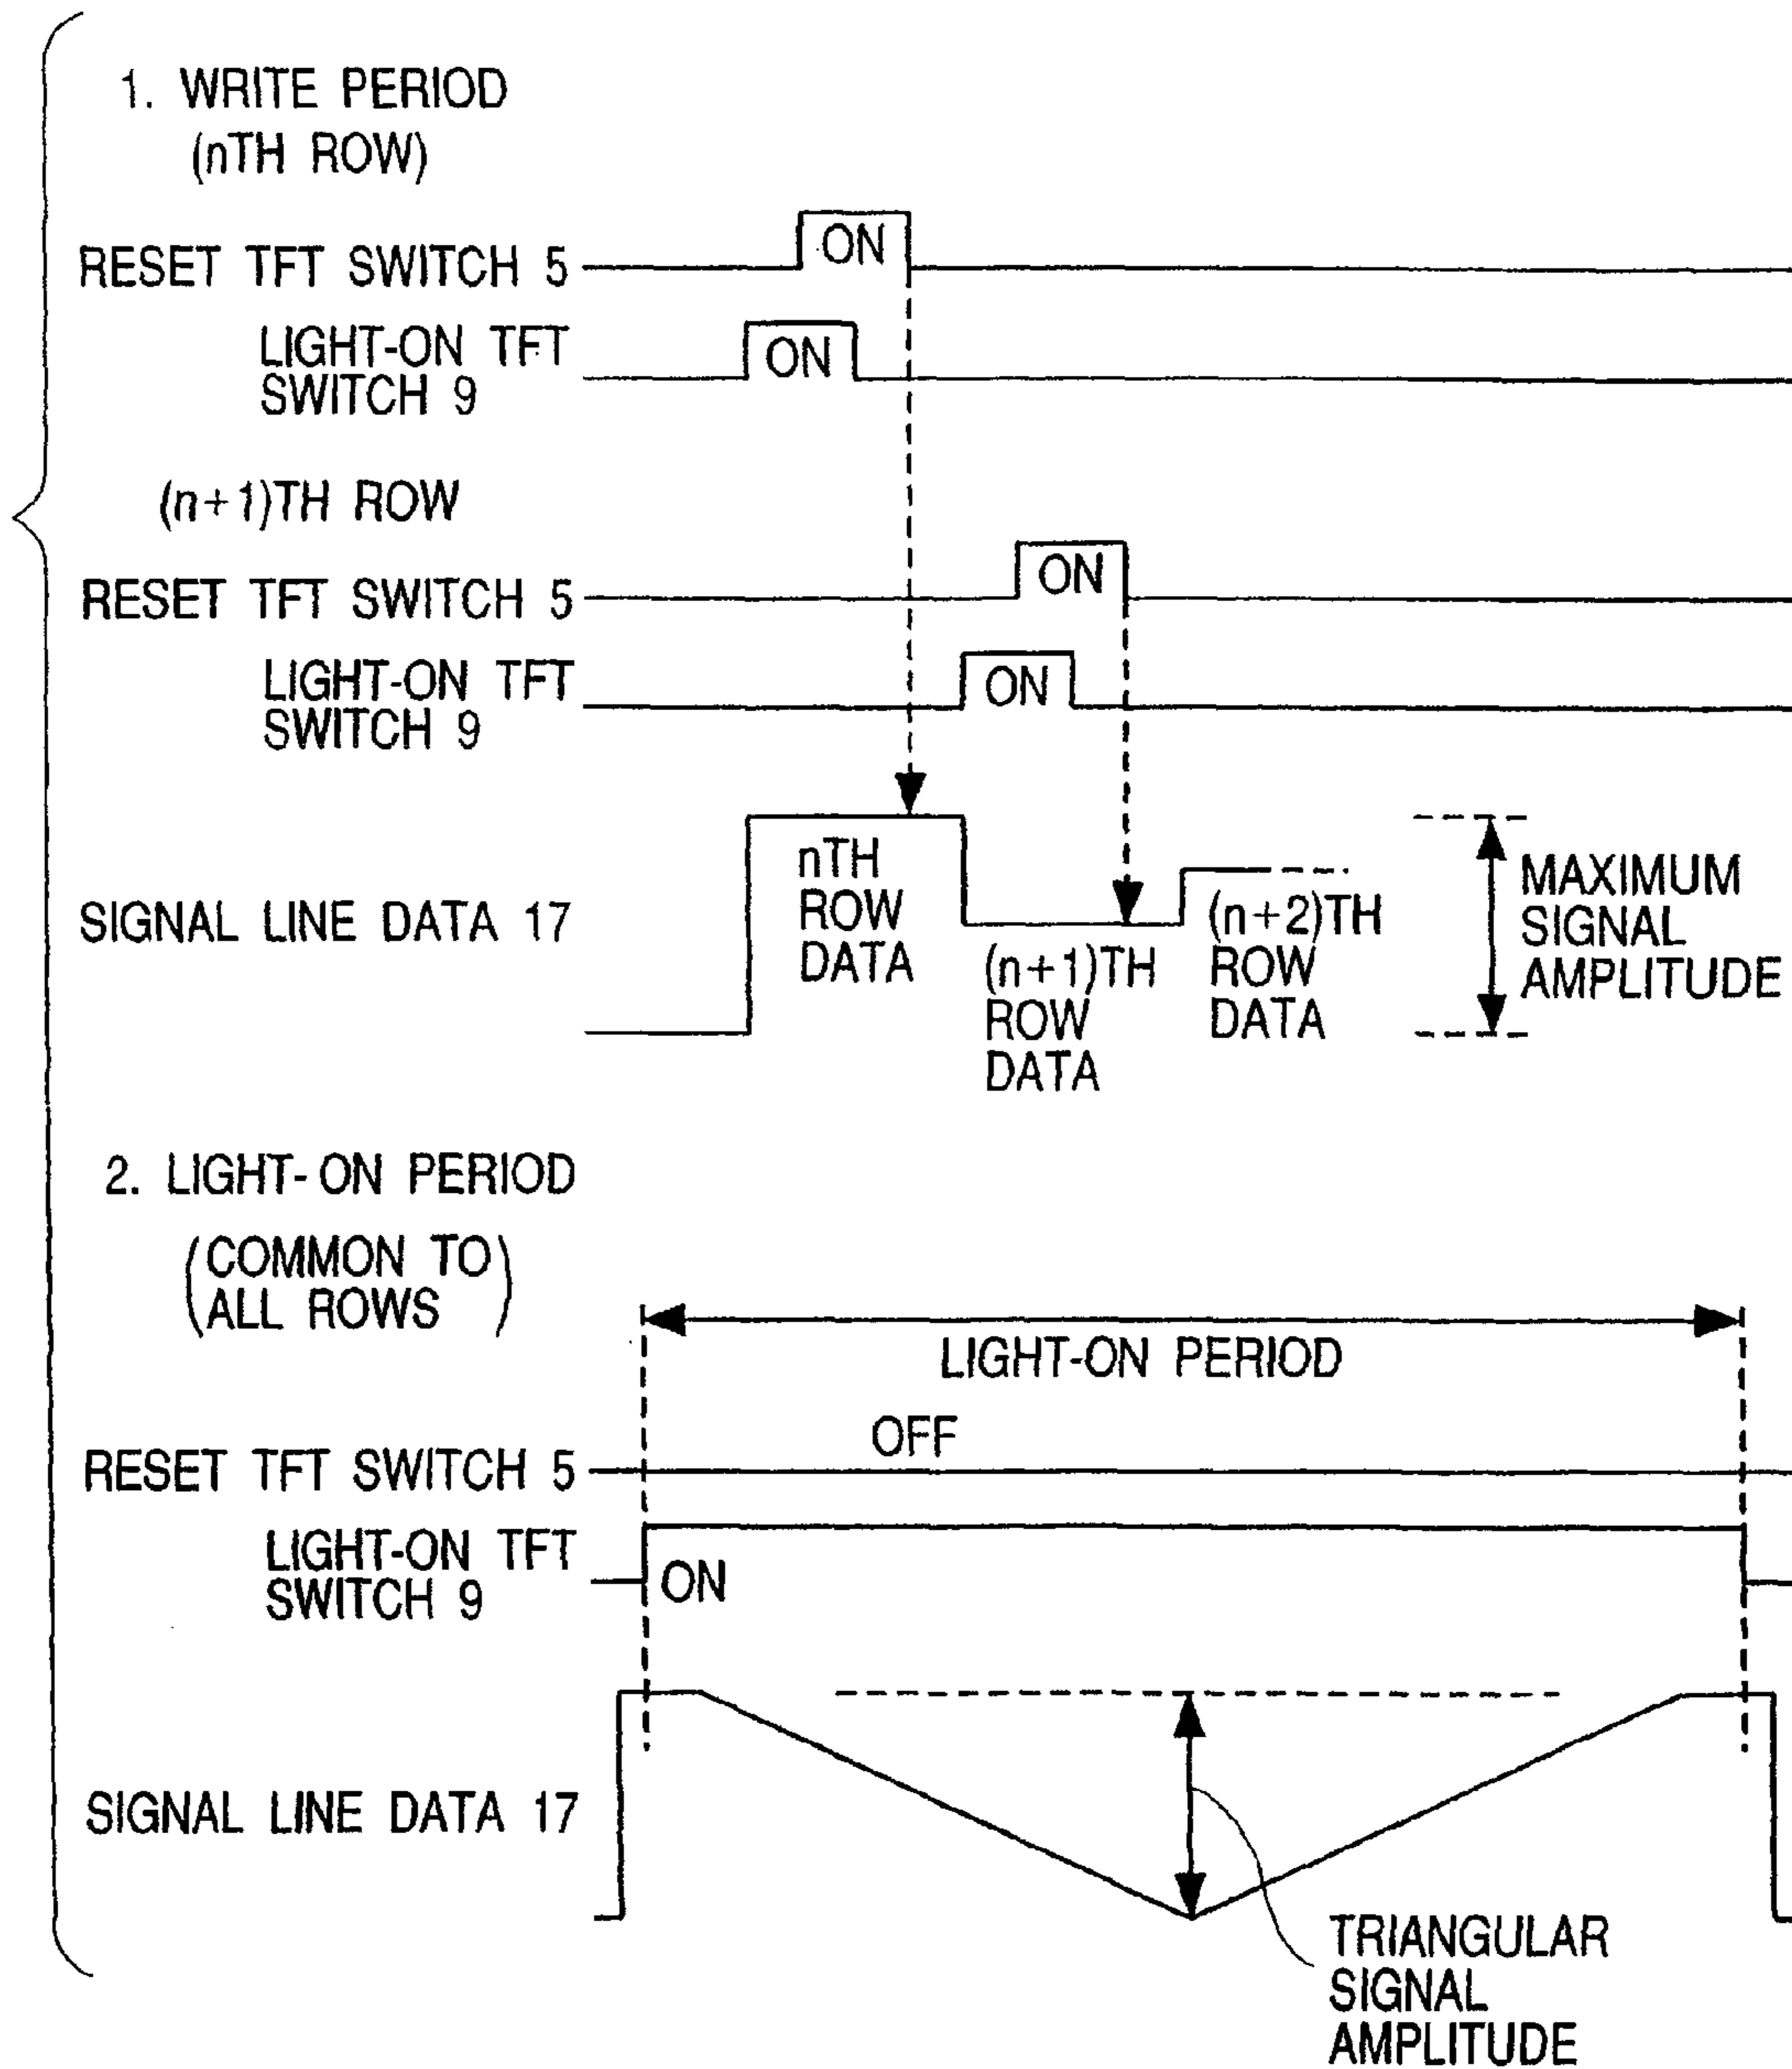 1. WRITE PERIOD
(nTH ROW)
RESET TFT SWITCH 5
ON
LIGHT-ON TFT
SWITCH 9
ON
(n+1)TH ROW
RESET TFT SWITCH 5
ON
LIGHT-ON TFT
SWITCH 9
ON
SIGNAL LINE DATA 17
nTH
ROW
DATA
(n+1)TH
ROW
DATA
(n+2)TH
ROW
DATA
MAXIMUM
SIGNAL
AMPLITUDE
2. LIGHT-ON PERIOD
(COMMON TO
ALL ROWS)
LIGHT-ON PERIOD
RESET TFT SWITCH 5
OFF
LIGHT-ON TFT
SWITCH 9
ON
SIGNAL LINE DATA 17
TRIANGULAR
SIGNAL
AMPLITUDE